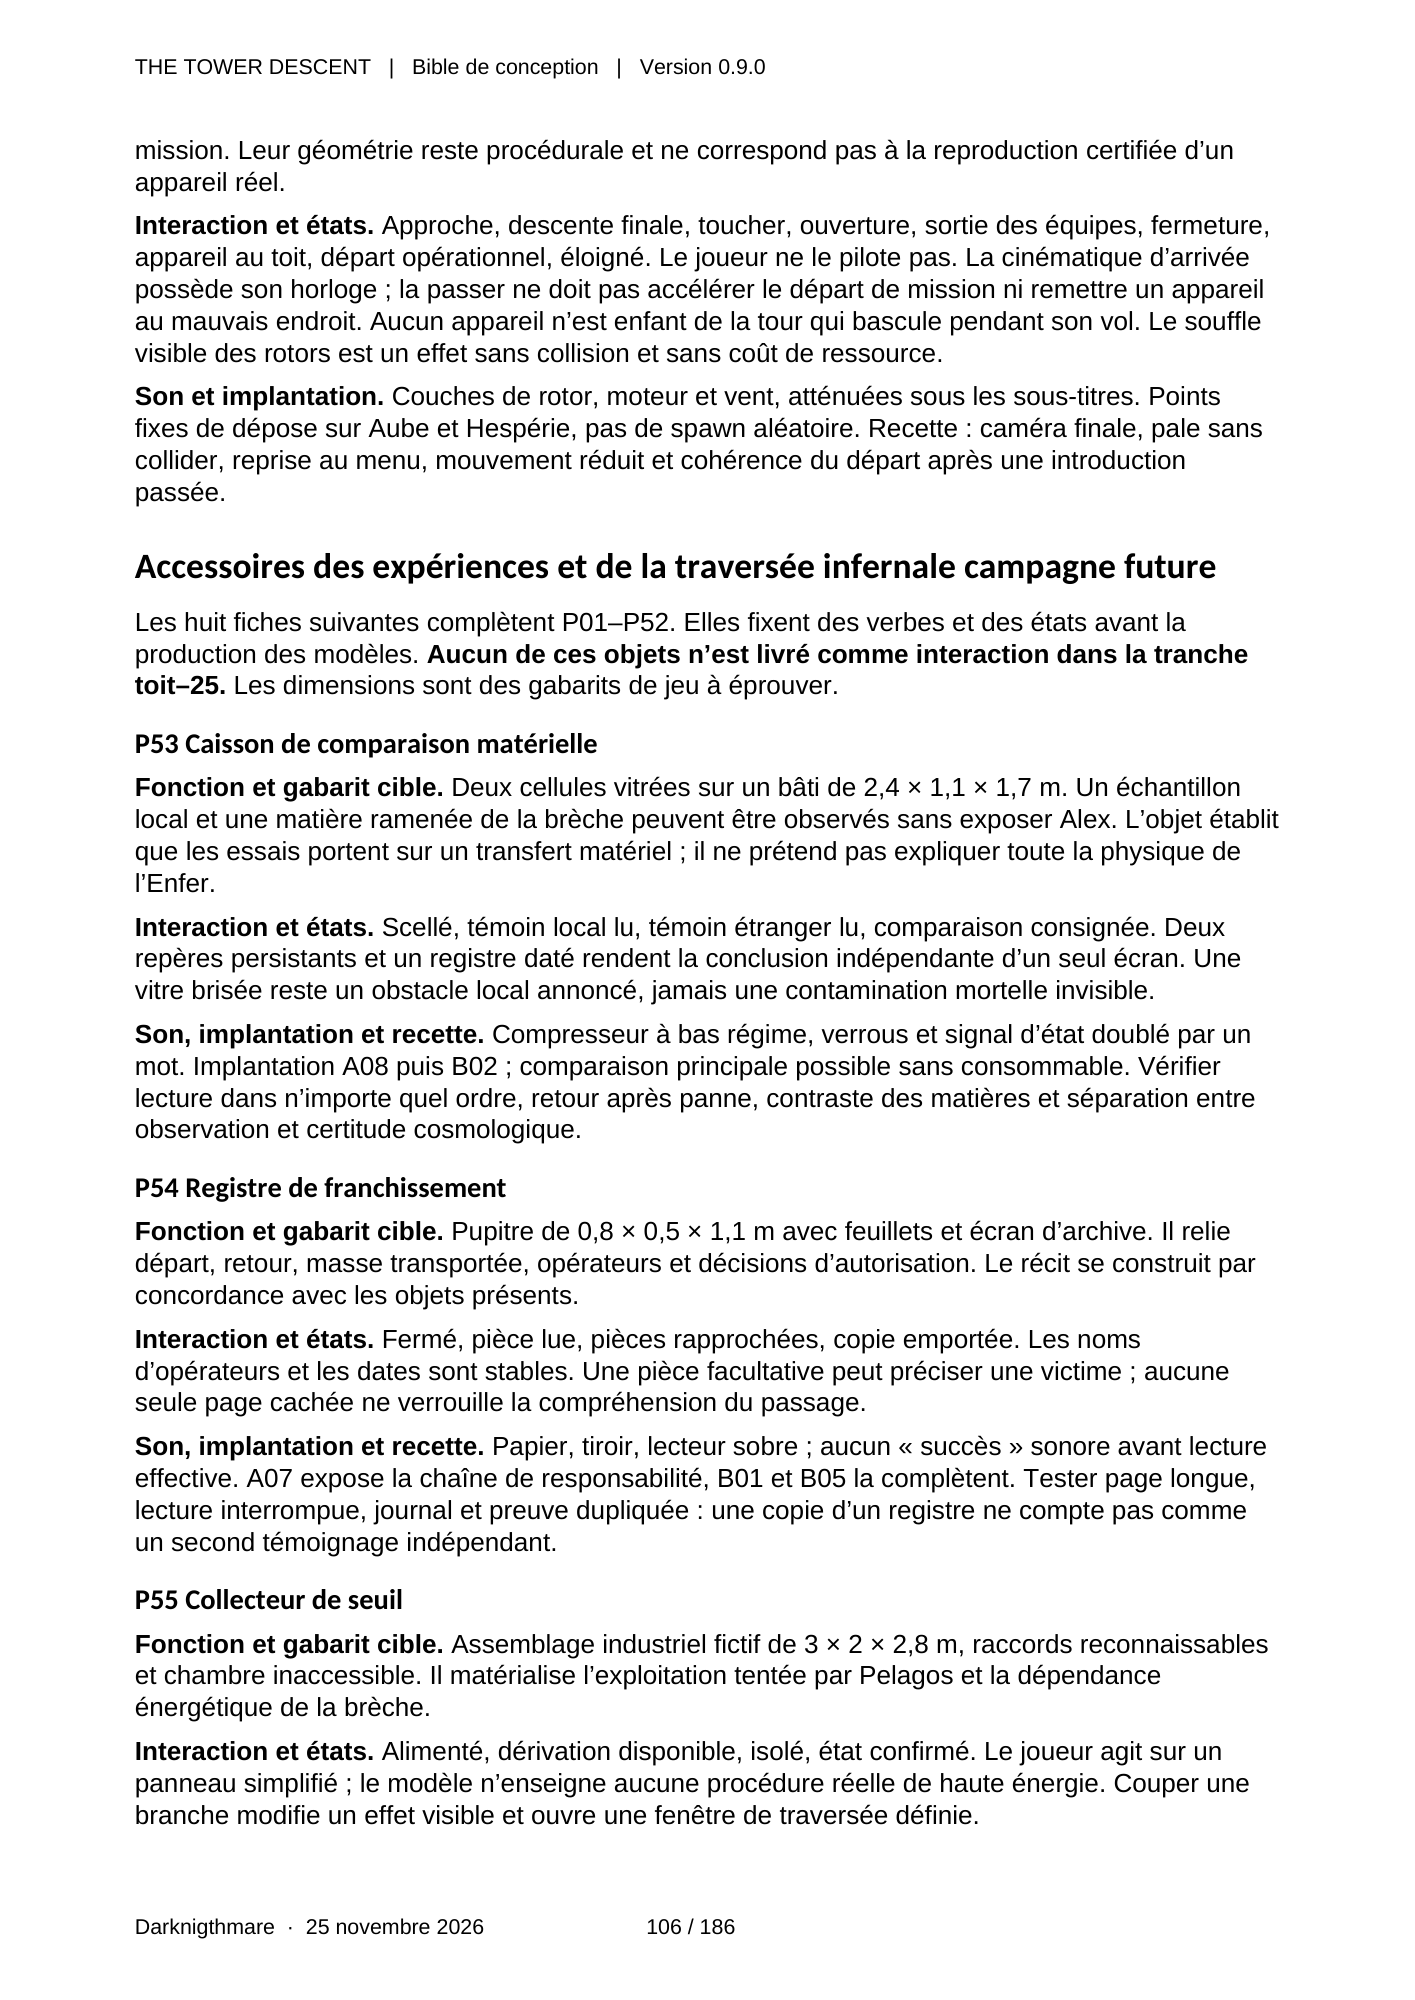 THE TOWER DESCENT | Bible de conception | Version 0.9.0
mission. Leur géométrie reste procédurale et ne correspond pas à la reproduction certifiée d’un
appareil réel.
Interaction et états. Approche, descente finale, toucher, ouverture, sortie des équipes, fermeture,
appareil au toit, départ opérationnel, éloigné. Le joueur ne le pilote pas. La cinématique d’arrivée
possède son horloge ; la passer ne doit pas accélérer le départ de mission ni remettre un appareil
au mauvais endroit. Aucun appareil n’est enfant de la tour qui bascule pendant son vol. Le souffle
visible des rotors est un effet sans collision et sans coût de ressource.
Son et implantation. Couches de rotor, moteur et vent, atténuées sous les sous-titres. Points
fixes de dépose sur Aube et Hespérie, pas de spawn aléatoire. Recette : caméra finale, pale sans
collider, reprise au menu, mouvement réduit et cohérence du départ après une introduction
passée.
Accessoires des expériences et de la traversée infernale campagne future
Les huit fiches suivantes complètent P01–P52. Elles fixent des verbes et des états avant la
production des modèles. Aucun de ces objets n’est livré comme interaction dans la tranche
toit–25. Les dimensions sont des gabarits de jeu à éprouver.
P53 Caisson de comparaison matérielle
Fonction et gabarit cible. Deux cellules vitrées sur un bâti de 2,4 × 1,1 × 1,7 m. Un échantillon
local et une matière ramenée de la brèche peuvent être observés sans exposer Alex. L’objet établit
que les essais portent sur un transfert matériel ; il ne prétend pas expliquer toute la physique de
l’Enfer.
Interaction et états. Scellé, témoin local lu, témoin étranger lu, comparaison consignée. Deux
repères persistants et un registre daté rendent la conclusion indépendante d’un seul écran. Une
vitre brisée reste un obstacle local annoncé, jamais une contamination mortelle invisible.
Son, implantation et recette. Compresseur à bas régime, verrous et signal d’état doublé par un
mot. Implantation A08 puis B02 ; comparaison principale possible sans consommable. Vérifier
lecture dans n’importe quel ordre, retour après panne, contraste des matières et séparation entre
observation et certitude cosmologique.
P54 Registre de franchissement
Fonction et gabarit cible. Pupitre de 0,8 × 0,5 × 1,1 m avec feuillets et écran d’archive. Il relie
départ, retour, masse transportée, opérateurs et décisions d’autorisation. Le récit se construit par
concordance avec les objets présents.
Interaction et états. Fermé, pièce lue, pièces rapprochées, copie emportée. Les noms
d’opérateurs et les dates sont stables. Une pièce facultative peut préciser une victime ; aucune
seule page cachée ne verrouille la compréhension du passage.
Son, implantation et recette. Papier, tiroir, lecteur sobre ; aucun « succès » sonore avant lecture
effective. A07 expose la chaîne de responsabilité, B01 et B05 la complètent. Tester page longue,
lecture interrompue, journal et preuve dupliquée : une copie d’un registre ne compte pas comme
un second témoignage indépendant.
P55 Collecteur de seuil
Fonction et gabarit cible. Assemblage industriel fictif de 3 × 2 × 2,8 m, raccords reconnaissables
et chambre inaccessible. Il matérialise l’exploitation tentée par Pelagos et la dépendance
énergétique de la brèche.
Interaction et états. Alimenté, dérivation disponible, isolé, état confirmé. Le joueur agit sur un
panneau simplifié ; le modèle n’enseigne aucune procédure réelle de haute énergie. Couper une
branche modifie un effet visible et ouvre une fenêtre de traversée définie.
Darknigthmare · 25 novembre 2026 106 / 186